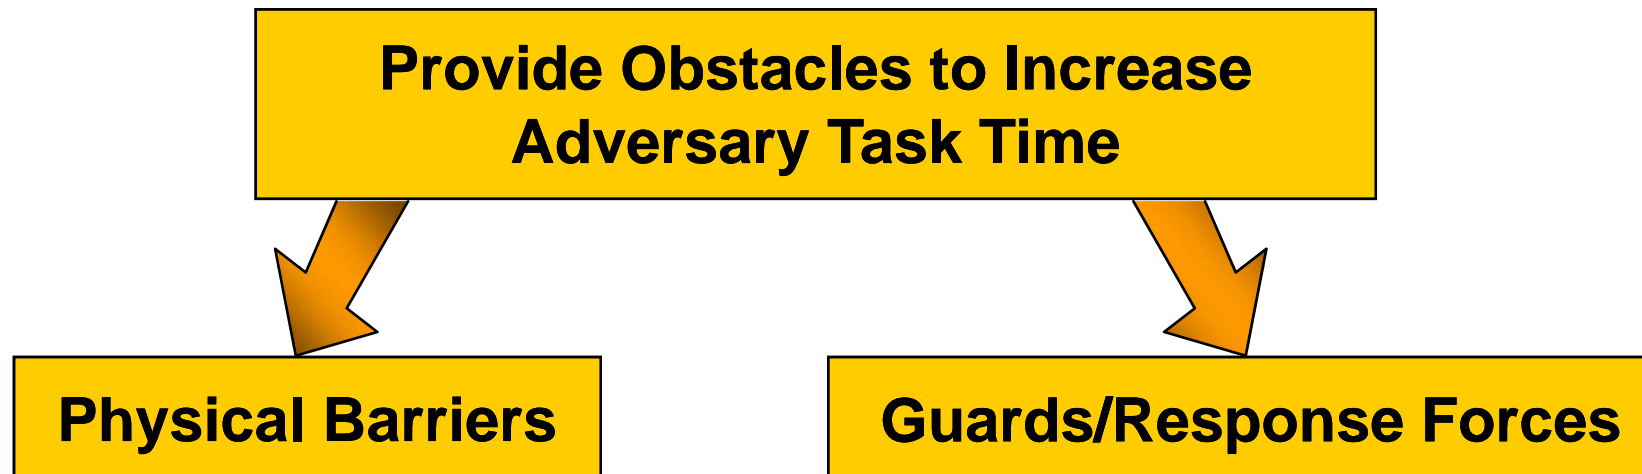 Provide Obstacles to Increase
Adversary Task Time
Physical Barriers
Guards/Response Forces